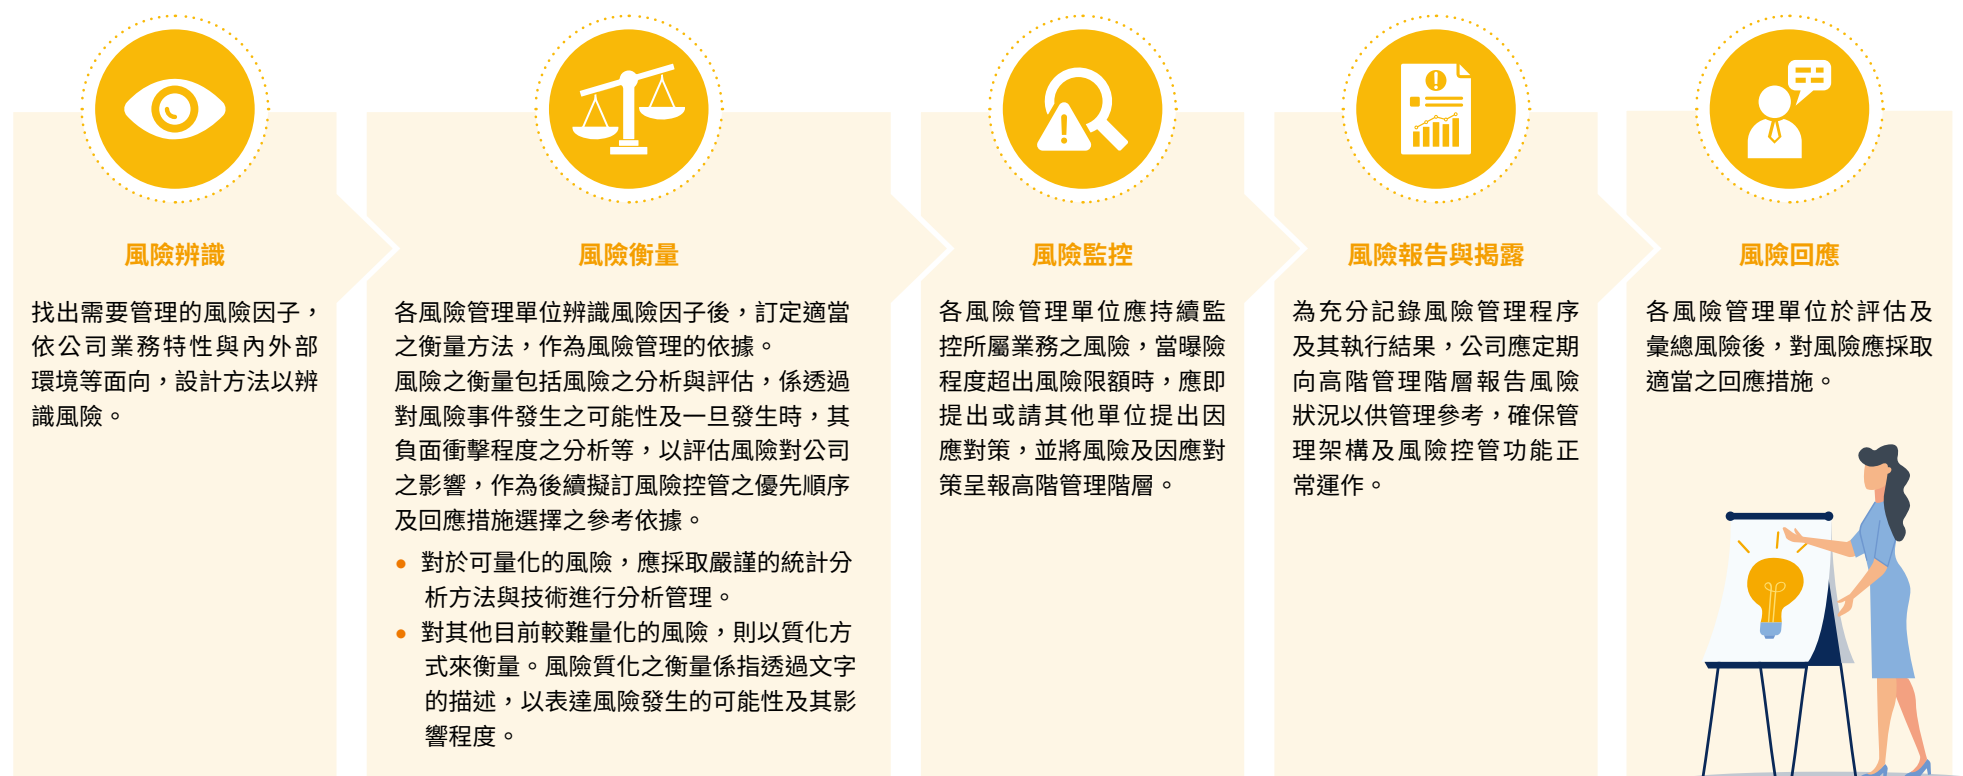 風險辨識
找出需要管理的風險因子，
依公司業務特性與內外部
環境等面向，設計方法以辨
識風險。
風險衡量
各風險管理單位辨識風險因子後，訂定適當
之衡量方法，作為風險管理的依據。
風險之衡量包括風險之分析與評估，係透過
對風險事件發生之可能性及一旦發生時，其
負面衝擊程度之分析等，以評估風險對公司
之影響，作為後續擬訂風險控管之優先順序
及回應措施選擇之參考依據。
• 對於可量化的風險，應採取嚴謹的統計分
析方法與技術進行分析管理。
• 對其他目前較難量化的風險，則以質化方
式來衡量。風險質化之衡量係指透過文字
的描述，以表達風險發生的可能性及其影
響程度。
風險監控
各風險管理單位應持續監
控所屬業務之風險，當曝險
程度超出風險限額時，應即
提出或請其他單位提出因
應對策，並將風險及因應對
策呈報高階管理階層。
風險報告與揭露
為充分記錄風險管理程序
及其執行結果，公司應定期
向高階管理階層報告風險
狀況以供管理參考，確保管
理架構及風險控管功能正
常運作。
風險回應
各風險管理單位於評估及
彙總風險後，對風險應採取
適當之回應措施。